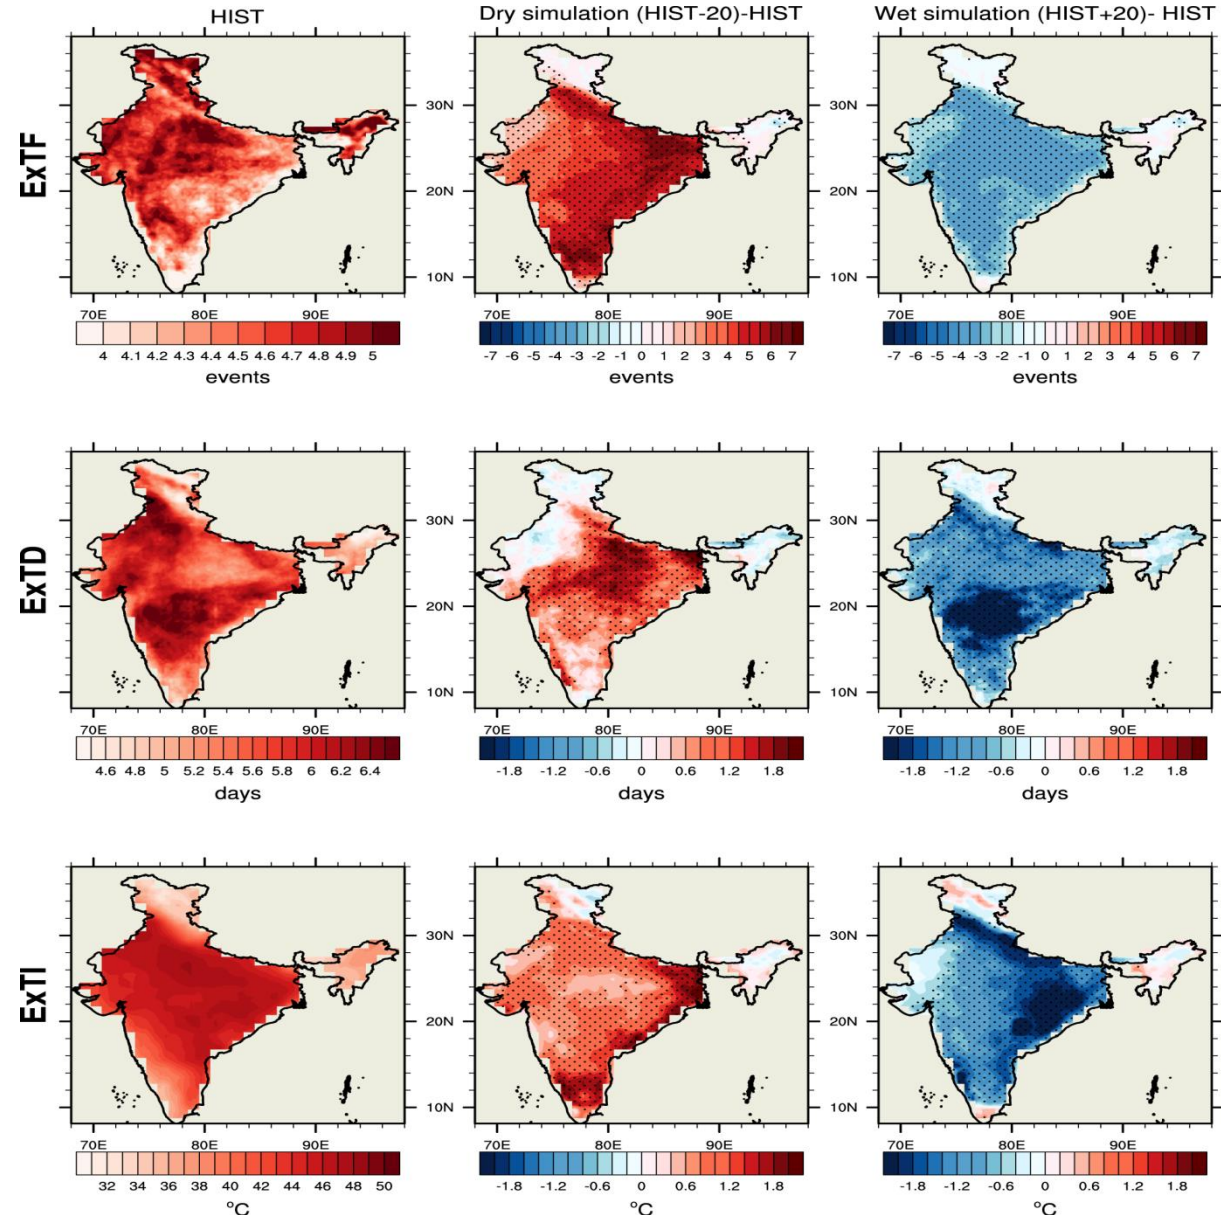 HIST Dry simulation (HIST-20)-HIST Wet simulation (HIST+20)- HIST
ExTF
30N 30N
20N 20N
10N 10N
70E 80E 90E 70E 80E 90E 70E 80E 90E
4 4.1 4.2 4.3 4.4 4.5 4.6 4.7 4.8 4.9 5
-7 -6 -5 -4 -3 -2 -1 0 1 2 3 4 5 6 7
-7 -6 -5 -4 -3 -2 -1 0 1 2 3 4 5 6 7
events events events
ExTD
30N 30N
20N 20N
10N 10N
70E 80E 90E 70E 80E 90E 70E 80E 90E
4.6 4.8 5 5.2 5.4 5.6 5.8 6 6.2 6.4
-1.8 -1.2 -0.6 0 0.6 1.2 1.8
-1.8 -1.2 -0.6 0 0.6 1.2 1.8
days days days
ExTI
30N 30N
20N 20N
10N 10N
70E 80E 90E 70E 80E 90E 70E 80E 90E
32 34 36 38 40 42 44 46 48 50
-1.8 -1.2 -0.6 0 0.6 1.2 1.8
-1.8 -1.2 -0.6 0 0.6 1.2 1.8
°C °C °C